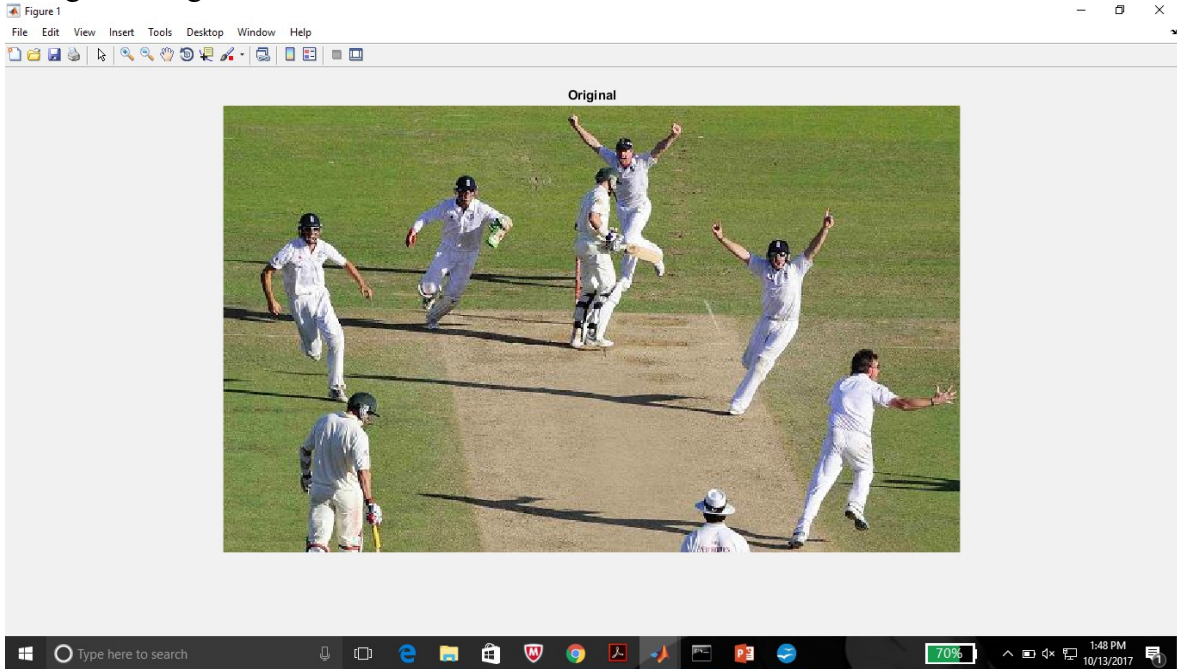 Figure 1
File Edit View Insert Tools Desktop Window Help
Original
Type here to search
70%
1:48 PM
10/13/2017